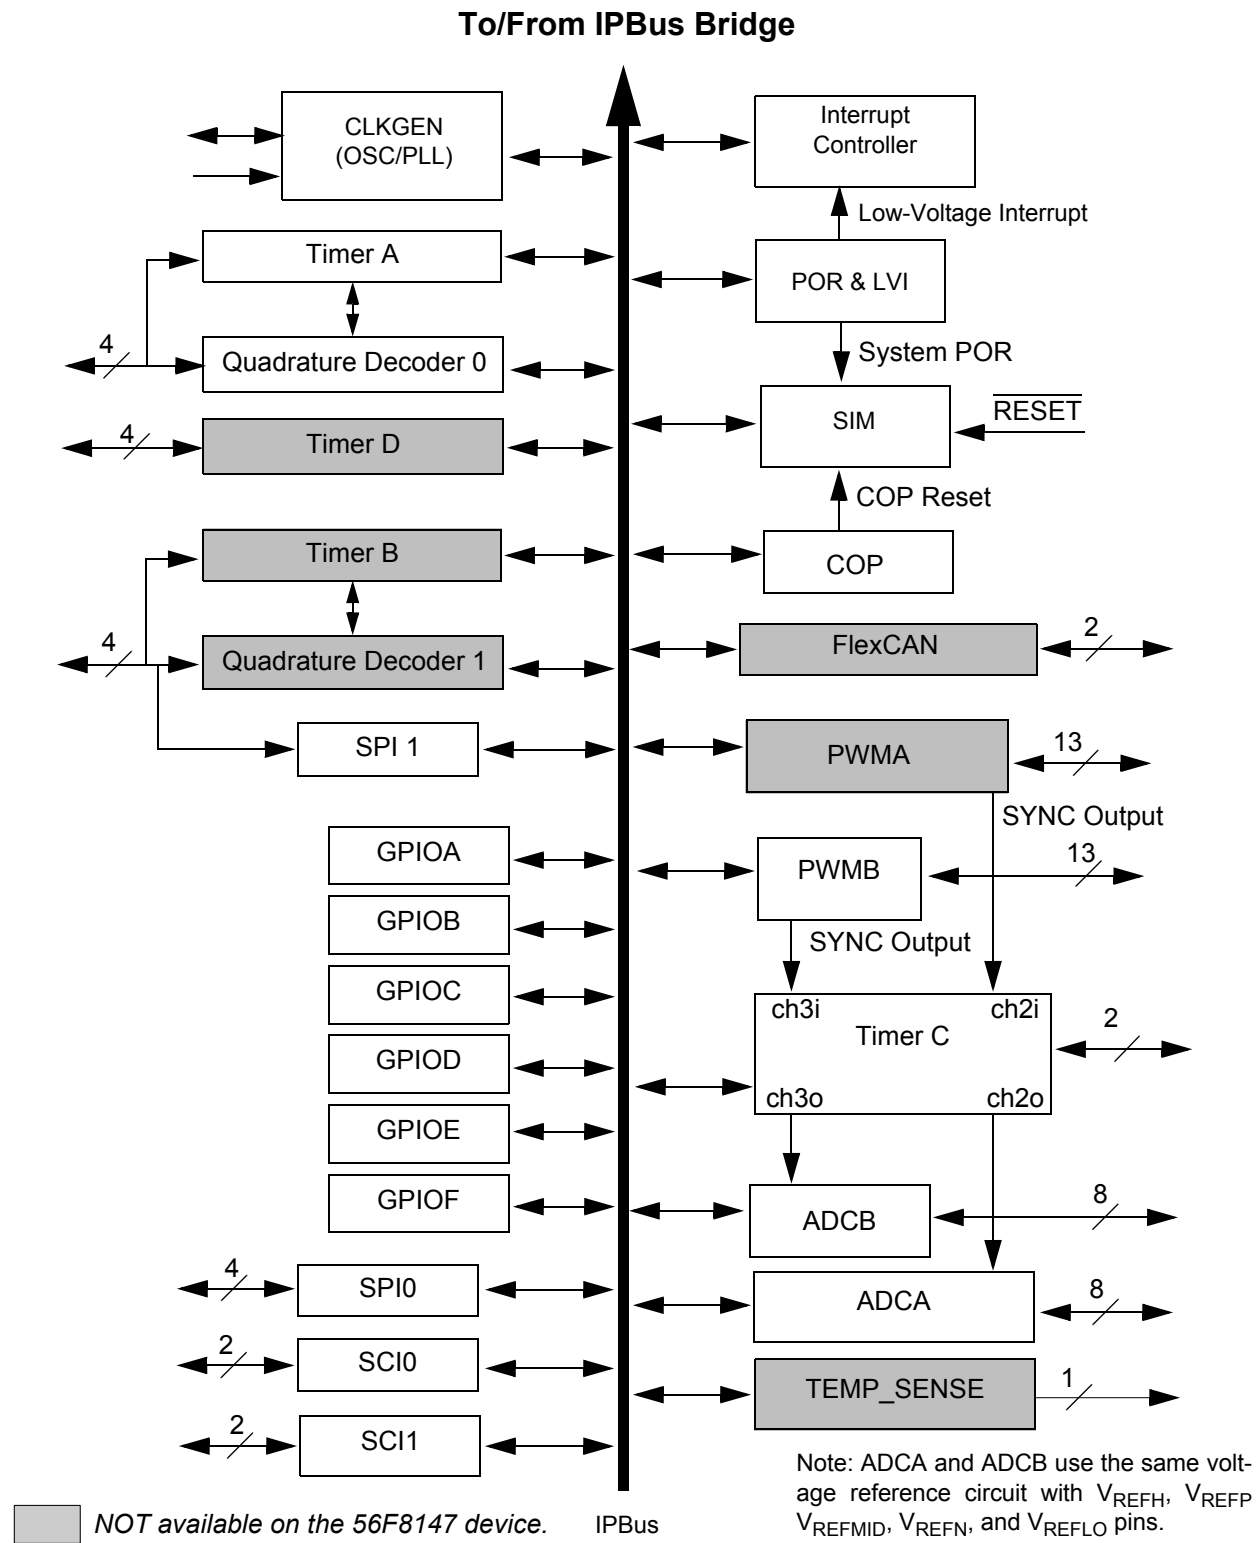 To/From IPBus Bridge
CLKGEN
(OSC/PLL)
Interrupt
Controller
Low-Voltage Interrupt
Timer A
POR & LVI
4
Quadrature Decoder 0
System POR
4
Timer D
SIM
RESET
COP Reset
Timer B
COP
4
Quadrature Decoder 1
FlexCAN
2
SPI 1
PWMA
13
SYNC Output
GPIOA
PWMB
13
GPIOB
SYNC Output
GPIOC
ch3i
ch2i
Timer C
2
GPIOD
ch3o
ch2o
GPIOE
GPIOF
ADCB
8
4
SPI0
ADCA
8
2
SCI0
TEMP_SENSE
1
2
SCI1
Note: ADCA and ADCB use the same volt-
age reference circuit with VREFH, VREFP
VREFMID, VREFN, and VREFLO pins.
NOT available on the 56F8147 device.
IPBus